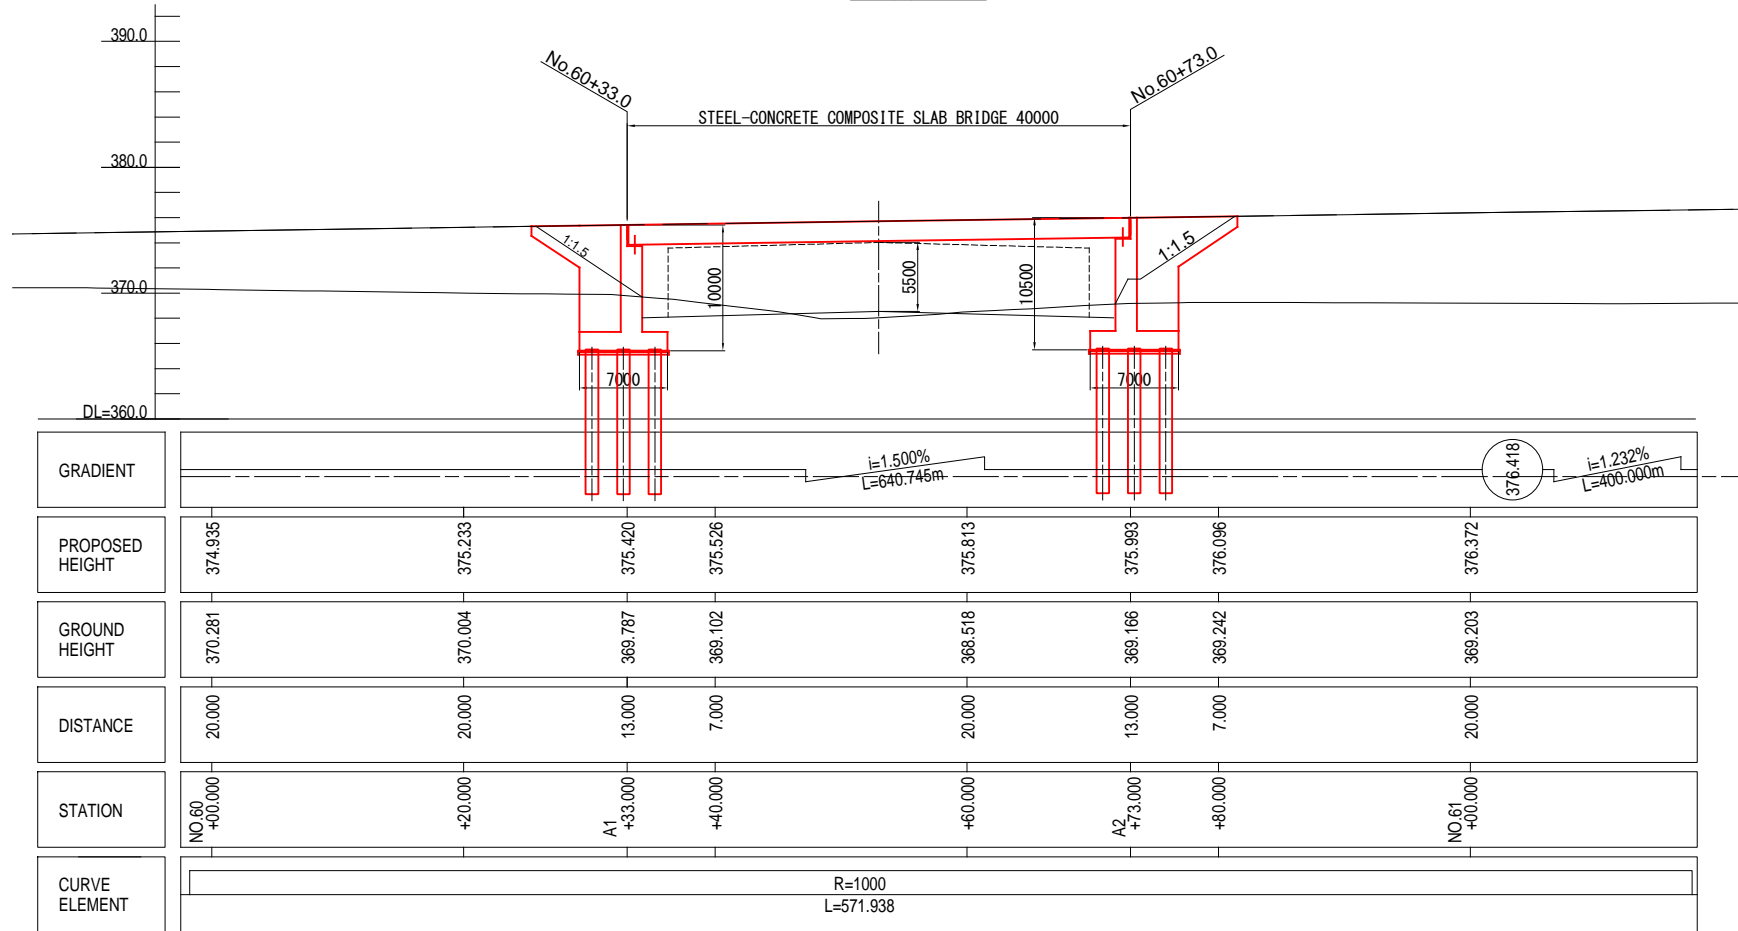 390.0
No.60+33.0
No.60+73.0
STEEL-CONCRETE COMPOSITE SLAB BRIDGE 40000
380.0
1:1.5
1:1.5
370.0
10000
5500
10500
7000
7000
DL=360.0
GRADIENT
i=1.500%
L=640.745m
376.418
i=1.232%
L=400.000m
PROPOSED
HEIGHT
374.935
375.233
375.420
375.526
375.813
375.993
376.096
376.372
GROUND
HEIGHT
370.281
370.004
369.787
369.102
368.518
369.166
369.242
369.203
DISTANCE
20.000
20.000
13.000
7.000
20.000
13.000
7.000
20.000
STATION
NO.60
+00.000
+20.000
A1
+33.000
+40.000
+60.000
A2
+73.000
+80.000
NO.61
+00.000
CURVE
ELEMENT
R=1000
L=571.938